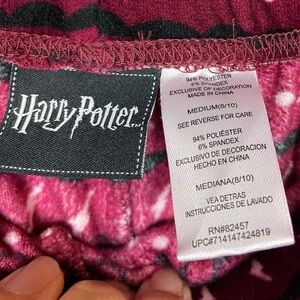 Harry Potter
94% POLYESTER
6% SPANDEX
EXCLUSIVE OF DECORATION
MADE IN CHINA
MEDIUM(8/10)
SEE REVERSE FOR CARE
94% POLIÉSTER
6% SPANDEX
EXCLUSIVO DE DECORACION
HECHO EN CHINA
MEDIANA(8/10)
VEA DETRAS
INSTRUCCIONES DE LAVADO
RN#82457
UPC#714147424819